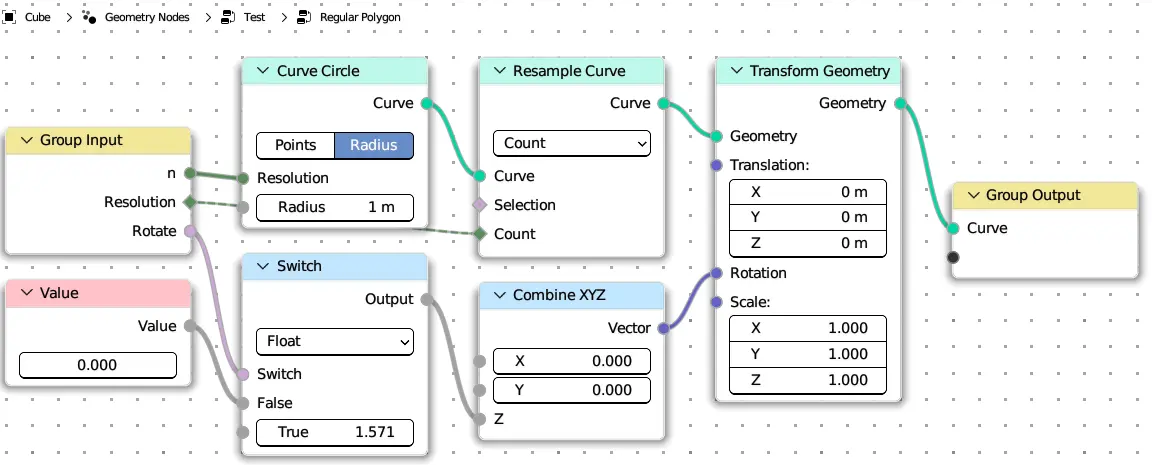 Cube > Geometry Nodes > Test > Regular Polygon
Group Input
n
Resolution
Rotate
Value
Value
0.000
Curve Circle
Curve
Points Radius
Resolution
Radius 1 m
Switch
Output
Float
Switch
False
True 1.571
Resample Curve
Curve
Count
Curve
Selection
Count
Combine XYZ
Vector
X 0.000
Y 0.000
Z
Transform Geometry
Geometry
Geometry
Translation:
X 0 m
Y 0 m
Z 0 m
Rotation
Scale:
X 1.000
Y 1.000
Z 1.000
Group Output
Curve